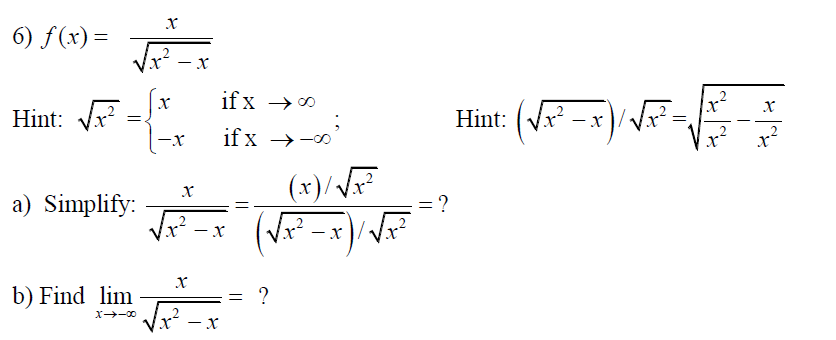 6) f(x) = x / √(x² − x)
Hint: √(x²) = { x if x → ∞ ; −x if x → −∞ Hint: (√(x² − x)) / √(x²) = √(x²/x² − x/x²)
a) Simplify: x / √(x² − x) = ((x) / √(x²)) / ((√(x² − x)) / √(x²)) = ?
b) Find lim x→−∞ x / √(x² − x) = ?